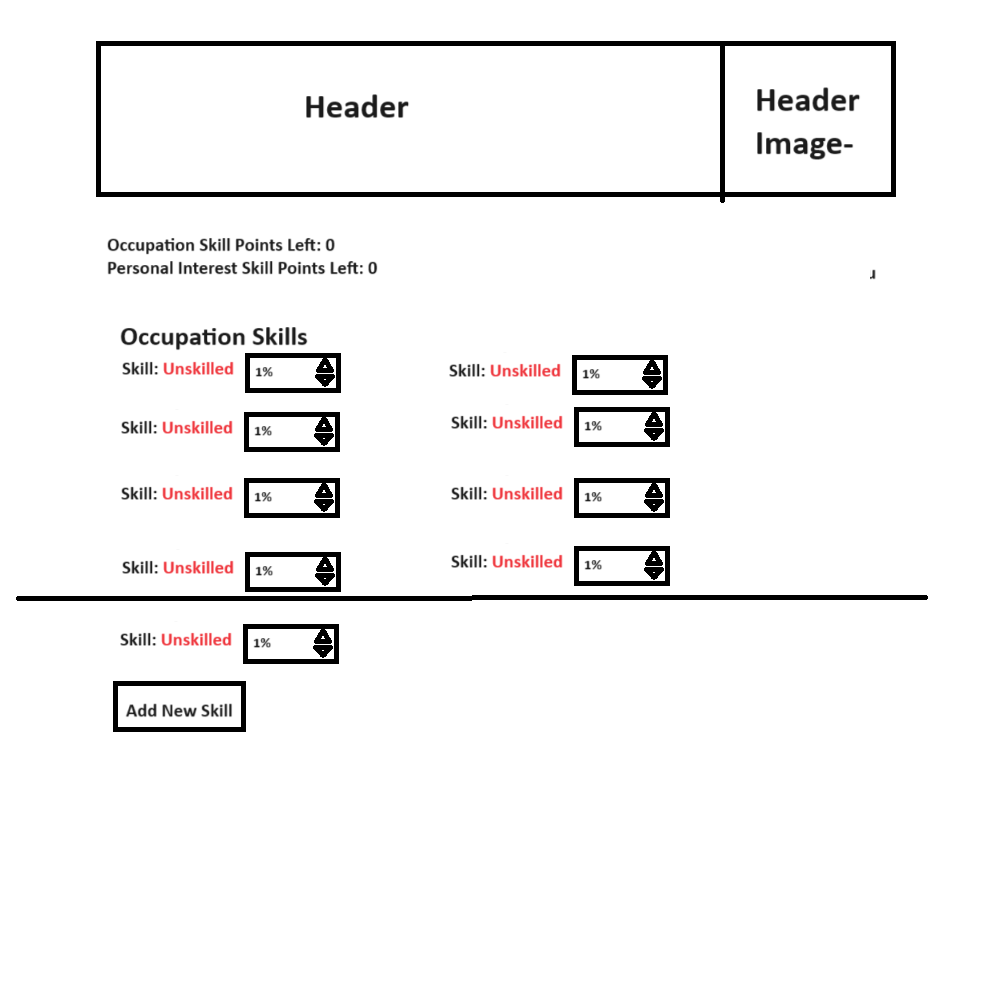 Header
Header
Image-
Occupation Skill Points Left: 0
Personal Interest Skill Points Left: 0
Occupation Skills
Skill: Unskilled 1%
Skill: Unskilled 1%
Skill: Unskilled 1%
Skill: Unskilled 1%
Skill: Unskilled 1%
Skill: Unskilled 1%
Skill: Unskilled 1%
Skill: Unskilled 1%
Skill: Unskilled 1%
Add New Skill